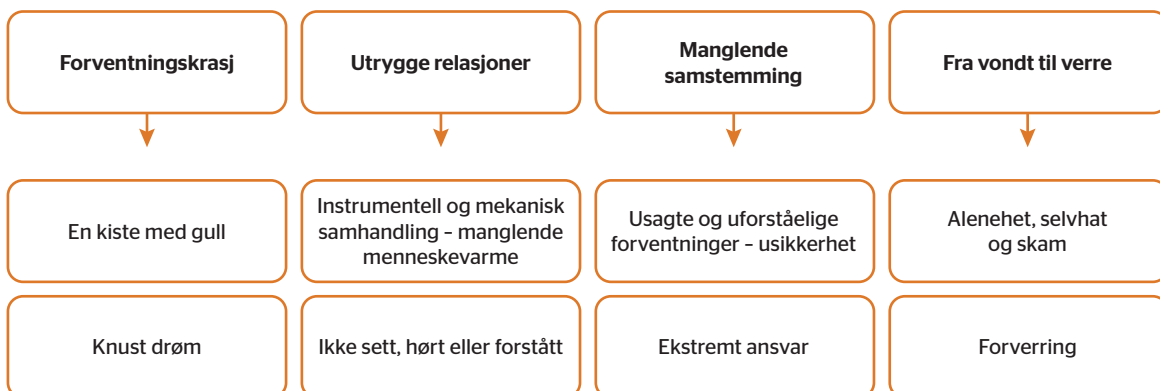 Forventningskrasj
Utrygge relasjoner
Manglende
samstemming
Fra vondt til verre
En kiste med gull
Instrumentell og mekanisk
samhandling – manglende
menneskevarme
Usagte og uforståelige
forventninger – usikkerhet
Alenehet, selvhat
og skam
Knust drøm
Ikke sett, hørt eller forstått
Ekstremt ansvar
Forverring